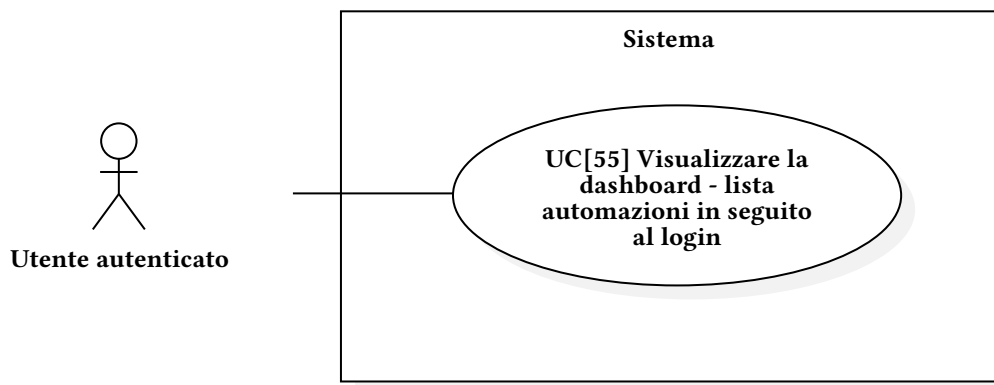 Sistema
UC[55] Visualizzare la
dashboard - lista
automazioni in seguito
al login
Utente autenticato